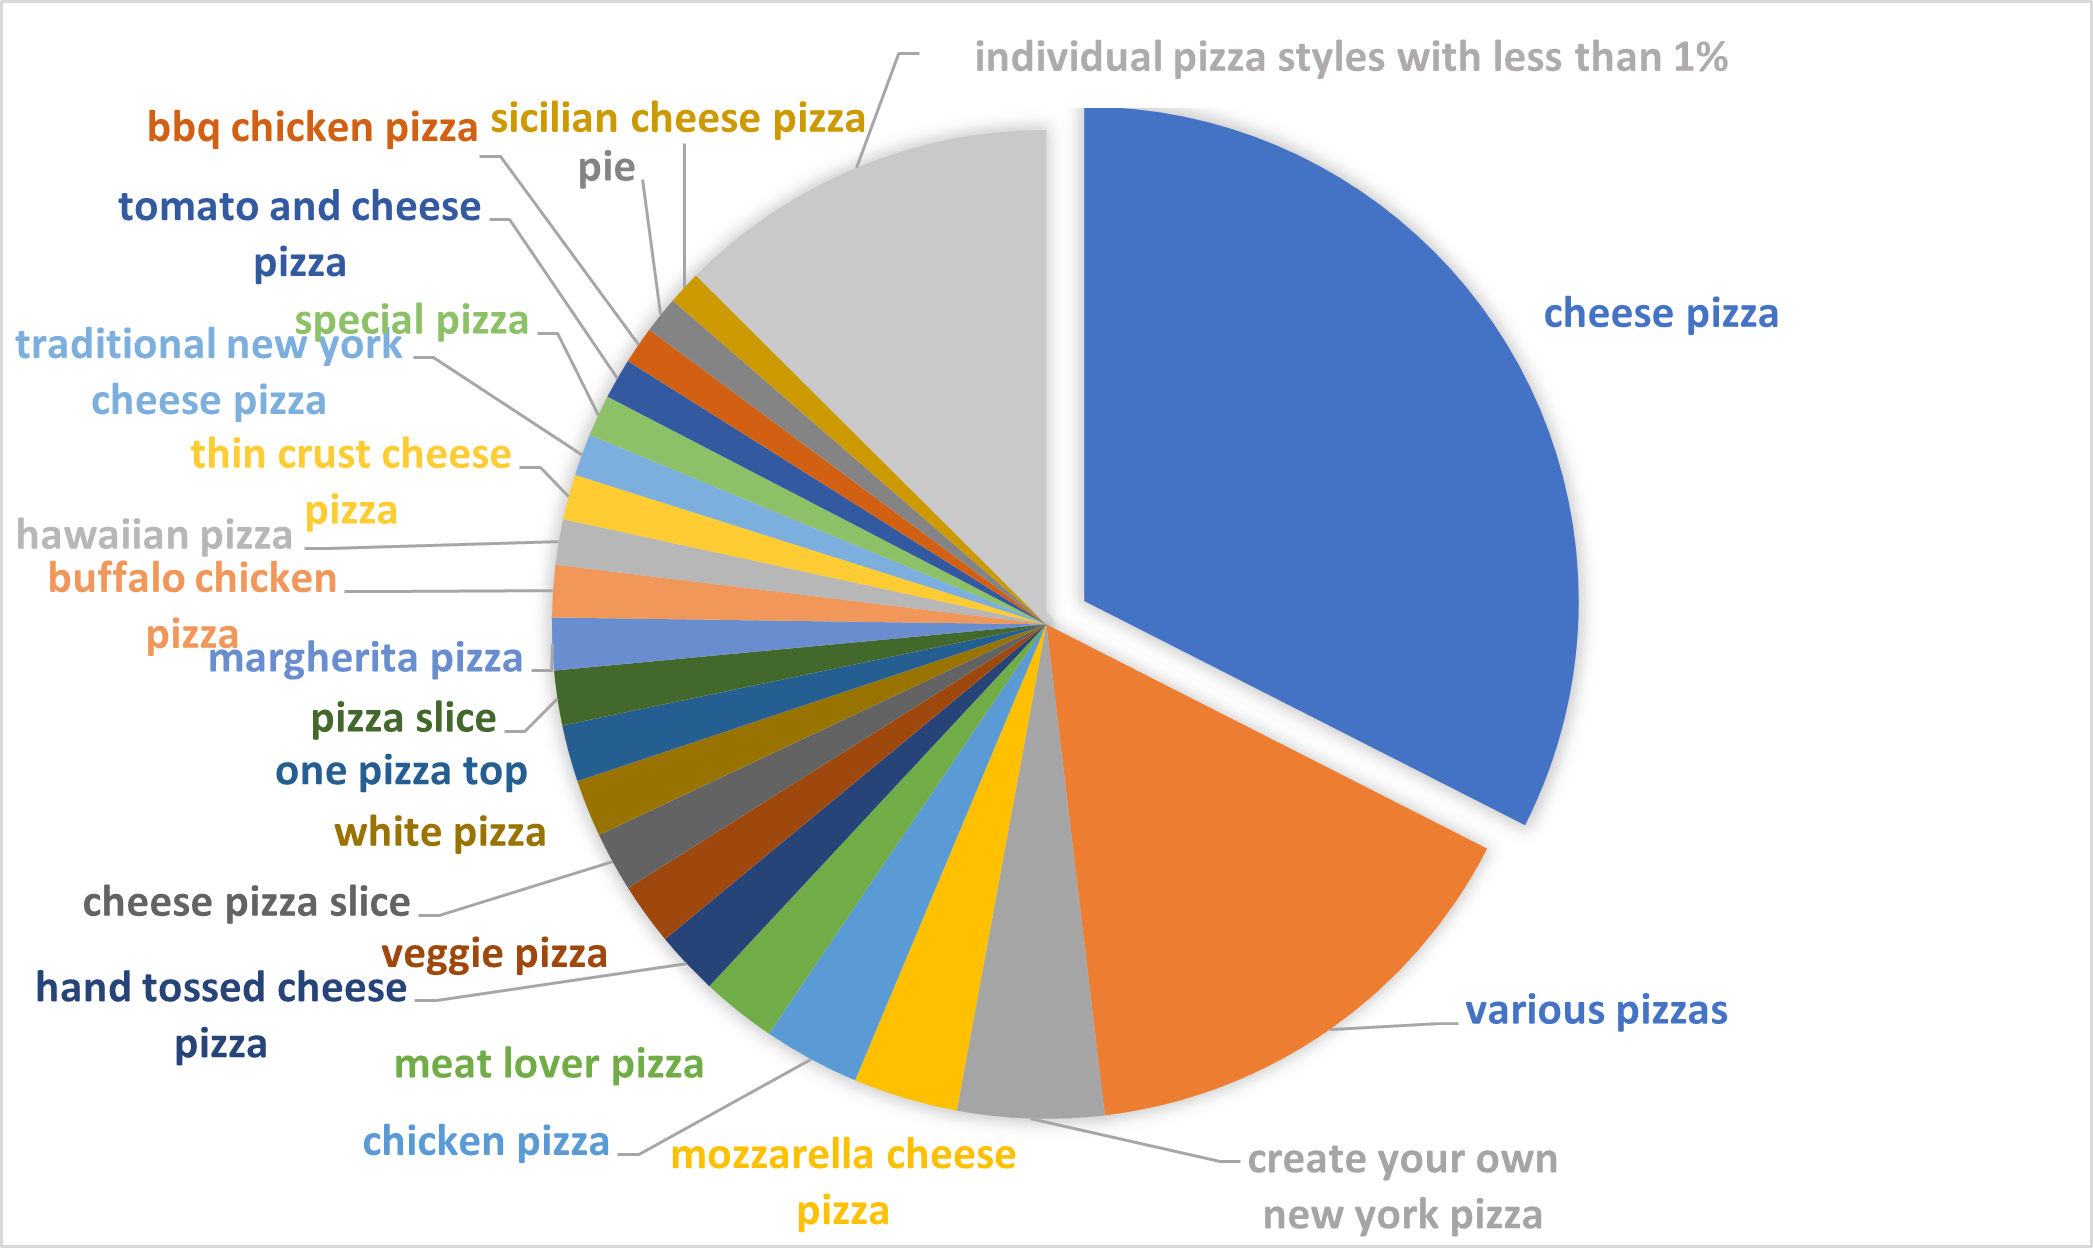 individual pizza styles with less than 1%
sicilian cheese pizza
bbq chicken pizza
pie
tomato and cheese
pizza
special pizza
traditional new york
cheese pizza
thin crust cheese
pizza
hawaiian pizza
buffalo chicken
pizza
margherita pizza
pizza slice
one pizza top
white pizza
cheese pizza slice
veggie pizza
hand tossed cheese
pizza
meat lover pizza
chicken pizza
mozzarella cheese
pizza
create your own
new york pizza
various pizzas
cheese pizza